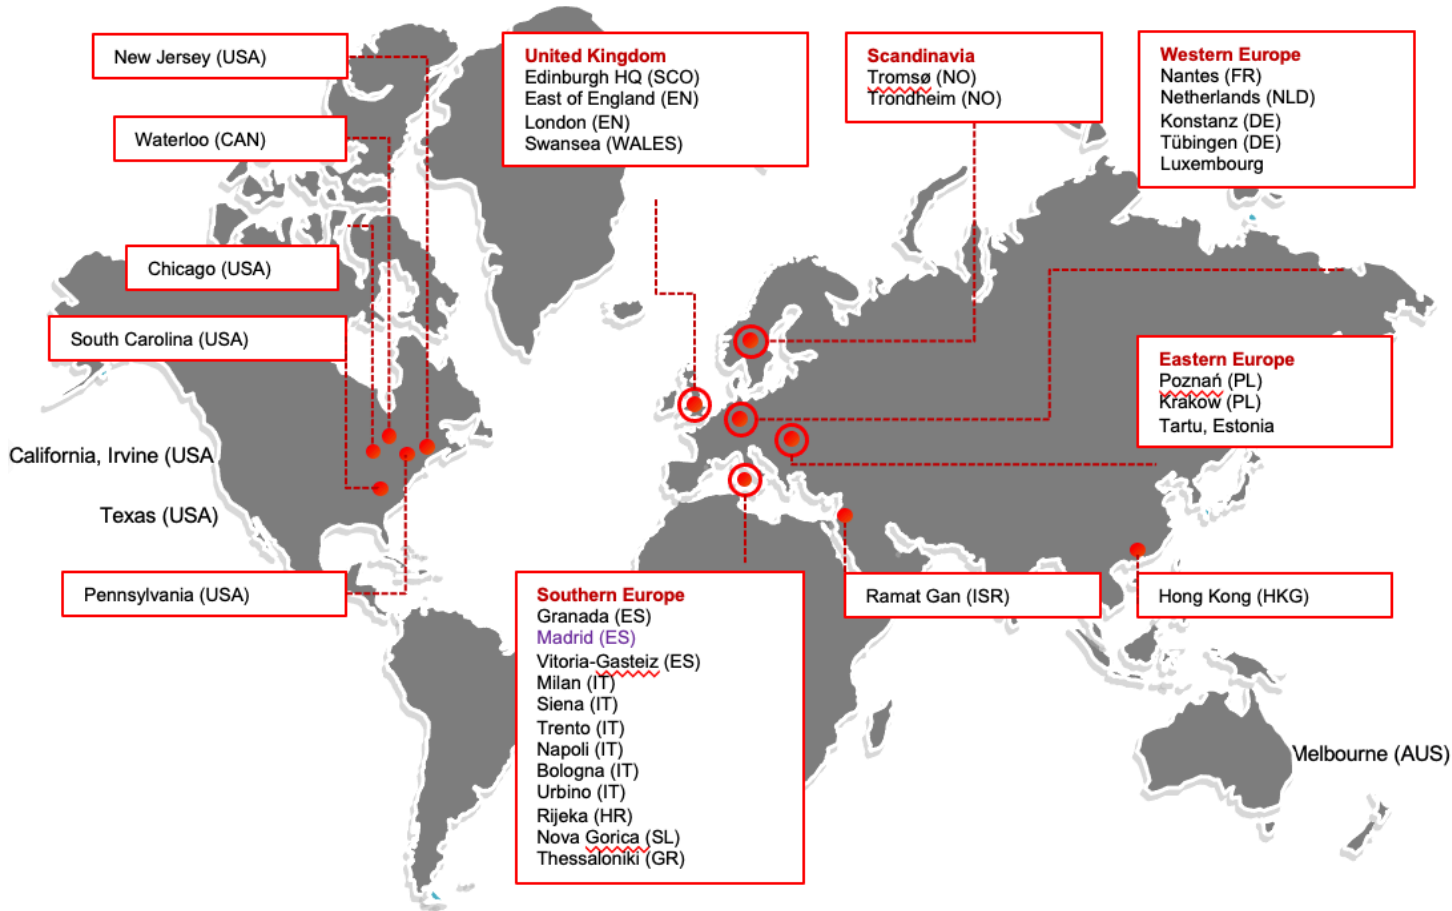 New Jersey (USA)
Waterloo (CAN)
Chicago (USA)
South Carolina (USA)
California, Irvine (USA
Texas (USA)
Pennsylvania (USA)
United Kingdom
Edinburgh HQ (SCO)
East of England (EN)
London (EN)
Swansea (WALES)
Scandinavia
Tromsø (NO)
Trondheim (NO)
Western Europe
Nantes (FR)
Netherlands (NLD)
Konstanz (DE)
Tübingen (DE)
Luxembourg
Eastern Europe
Poznań (PL)
Krakow (PL)
Tartu, Estonia
Southern Europe
Granada (ES)
Madrid (ES)
Vitoria-Gasteiz (ES)
Milan (IT)
Siena (IT)
Trento (IT)
Napoli (IT)
Bologna (IT)
Urbino (IT)
Rijeka (HR)
Nova Gorica (SL)
Thessaloniki (GR)
Ramat Gan (ISR)
Hong Kong (HKG)
Melbourne (AUS)